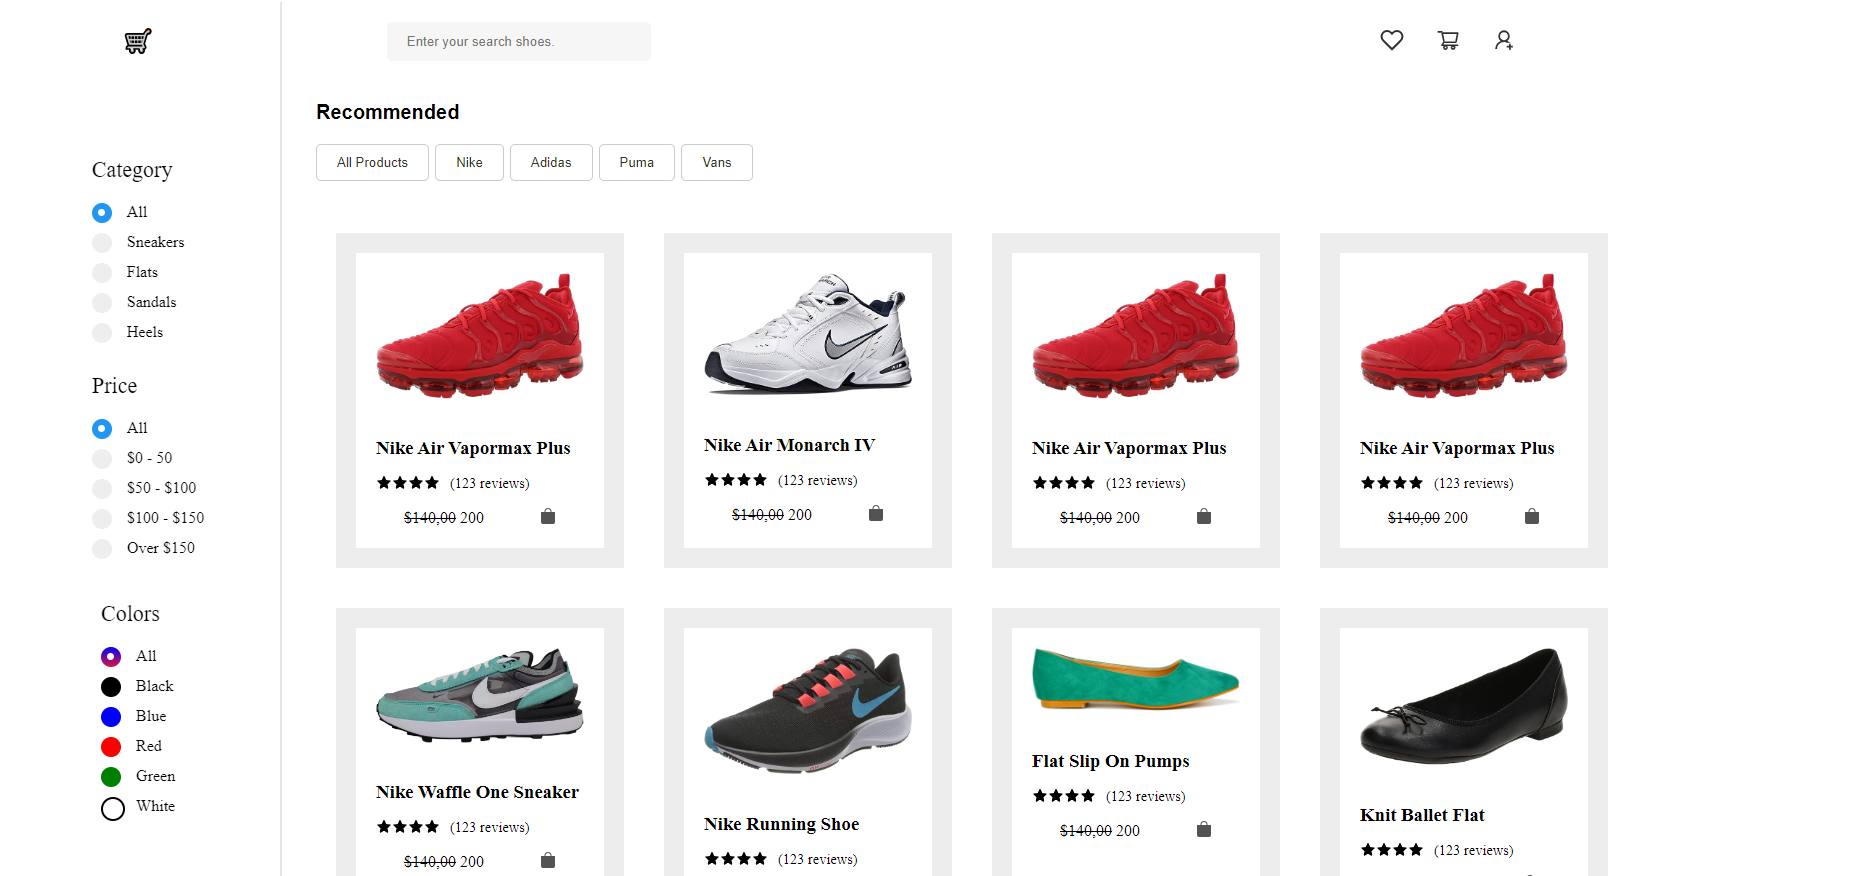 Enter your search shoes.
Recommended
All Products Nike Adidas Puma Vans
Category
All
Sneakers
Flats
Sandals
Heels
Price
All
$0 - 50
$50 - $100
$100 - $150
Over $150
Colors
All
Black
Blue
Red
Green
White
Nike Air Vapormax Plus
(123 reviews)
$140,00 200
Nike Air Monarch IV
(123 reviews)
$140,00 200
Nike Air Vapormax Plus
(123 reviews)
$140,00 200
Nike Air Vapormax Plus
(123 reviews)
$140,00 200
Nike Waffle One Sneaker
(123 reviews)
$140,00 200
Nike Running Shoe
(123 reviews)
Flat Slip On Pumps
(123 reviews)
$140,00 200
Knit Ballet Flat
(123 reviews)